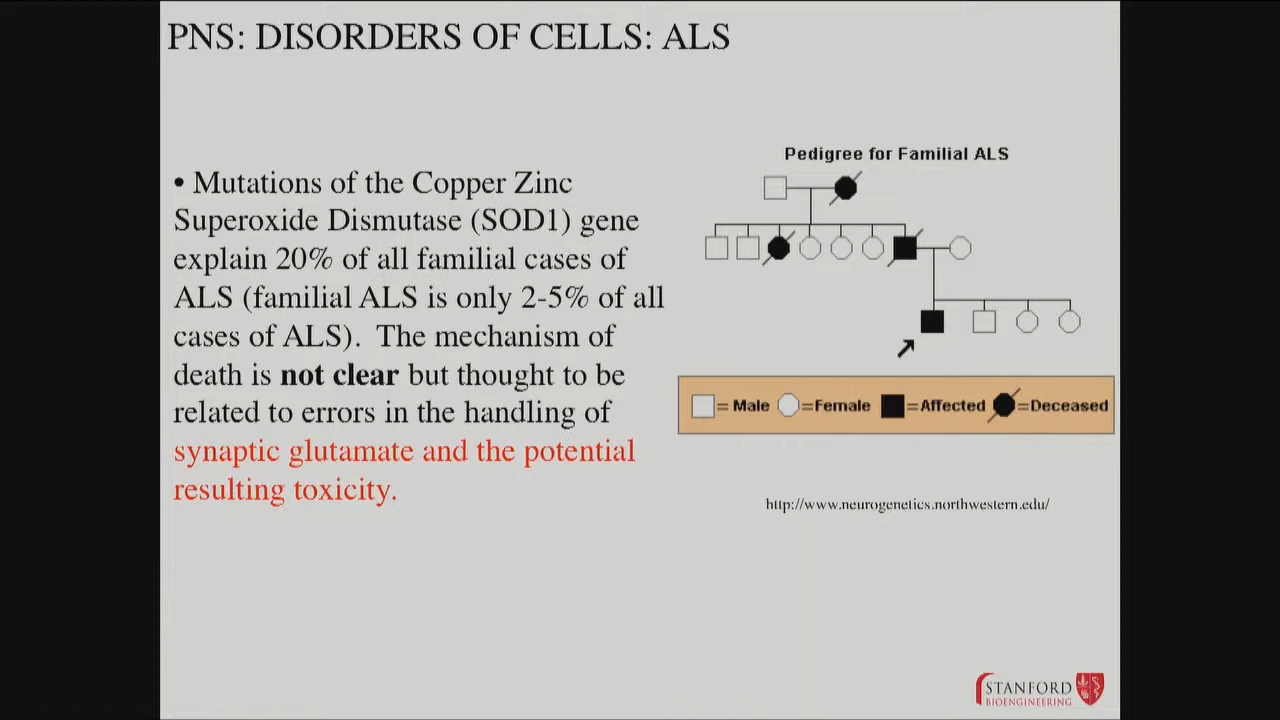 PNS: DISORDERS OF CELLS: ALS
• Mutations of the Copper Zinc
Superoxide Dismutase (SOD1) gene
explain 20% of all familial cases of
ALS (familial ALS is only 2-5% of all
cases of ALS).  The mechanism of
death is not clear but thought to be
related to errors in the handling of
synaptic glutamate and the potential
resulting toxicity.
Pedigree for Familial ALS
= Male =Female =Affected =Deceased
http://www.neurogenetics.northwestern.edu/
STANFORD
BIOENGINEERING